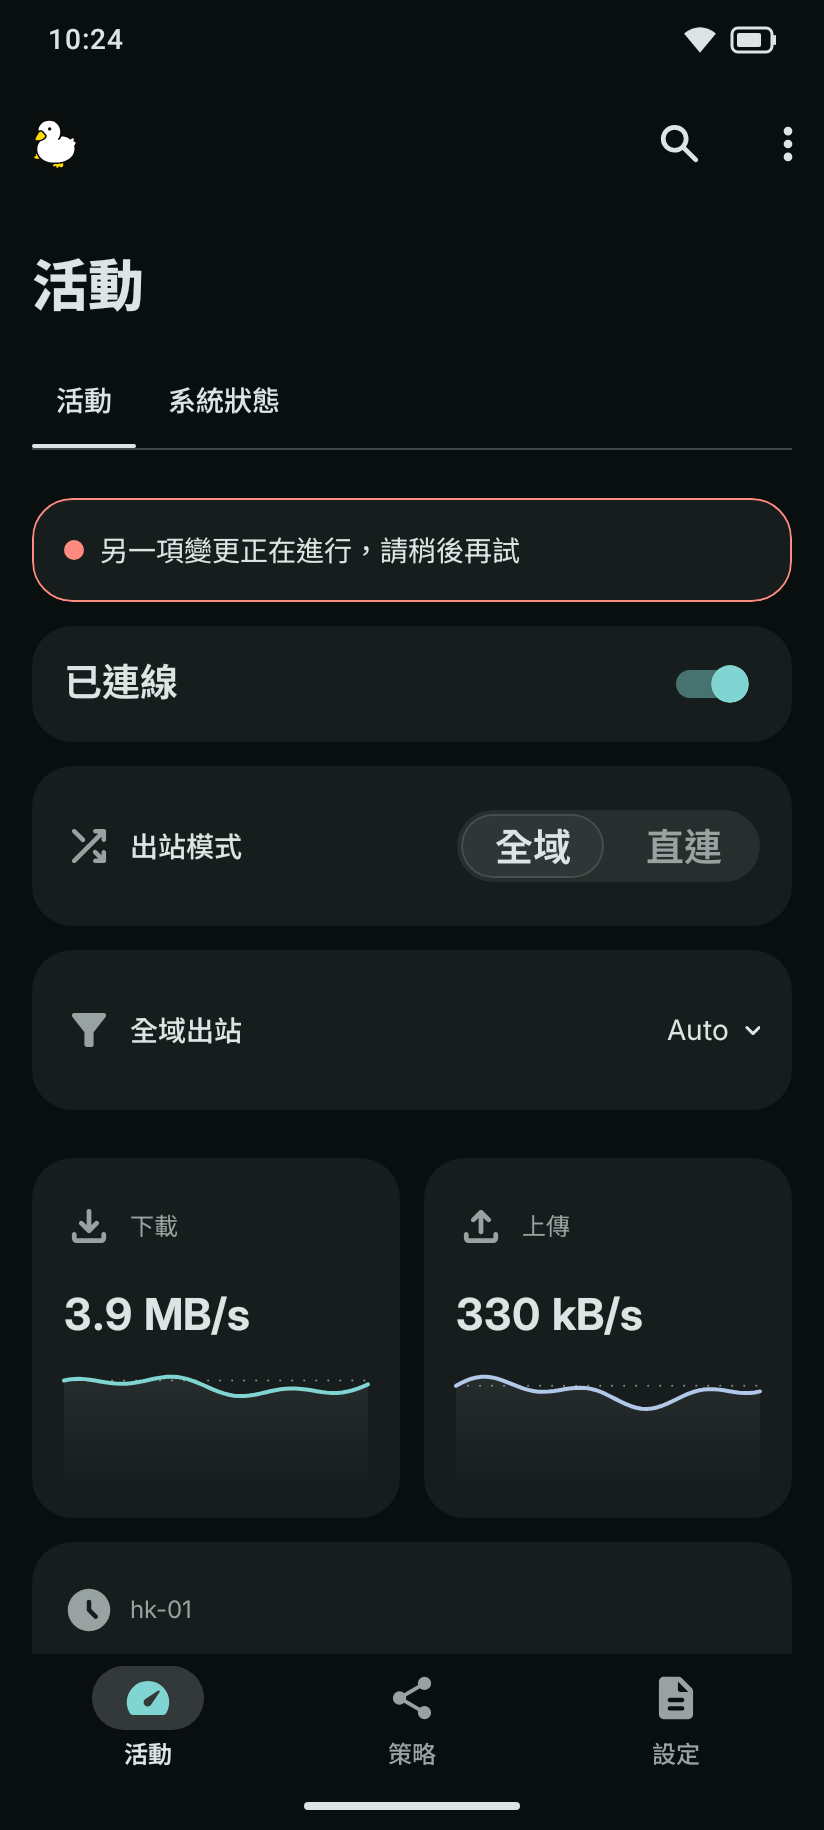 10:24
活動
活動
系統狀態
另一項變更正在進行，請稍後再試
已連線
出站模式
全域
直連
全域出站
Auto
下載
上傳
3.9 MB/s
330 kB/s
hk-01
活動
策略
設定